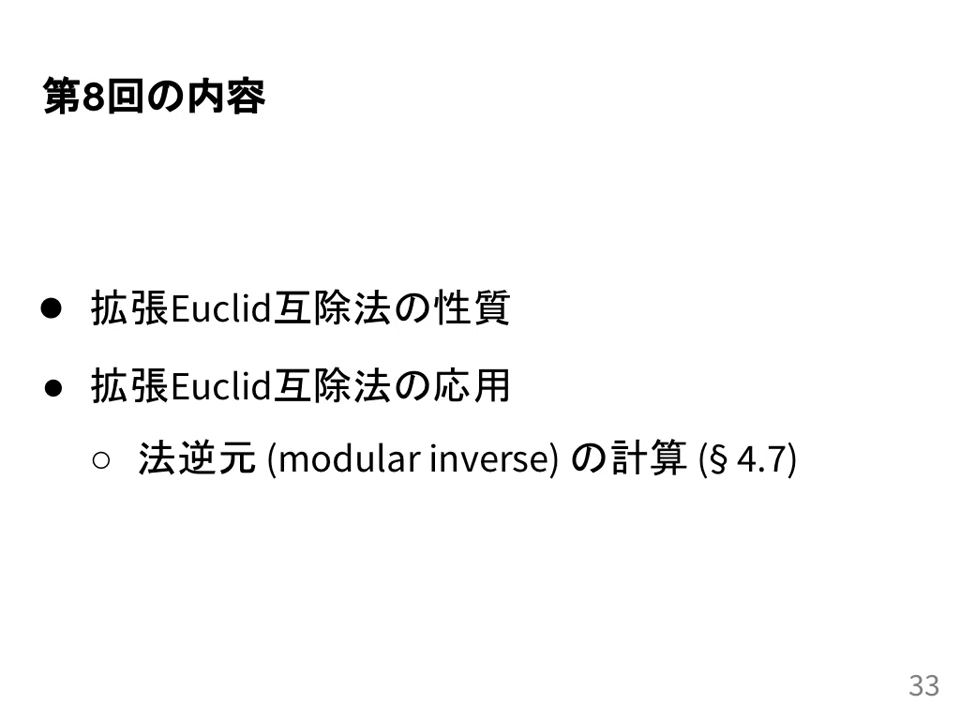 第8回の内容
● 拡張Euclid互除法の性質
● 拡張Euclid互除法の応用
○ 法逆元 (modular inverse) の計算 (§ 4.7)
33